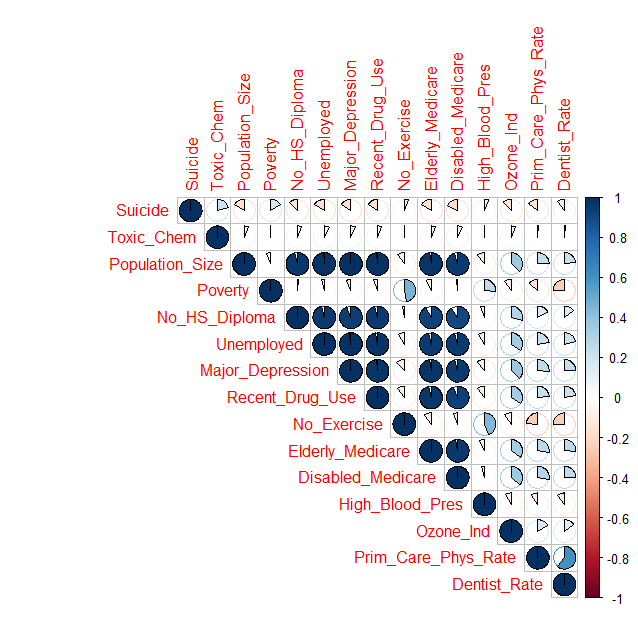 Suicide
Toxic_Chem
Population_Size
Poverty
No_HS_Diploma
Unemployed
Major_Depression
Recent_Drug_Use
No_Exercise
Elderly_Medicare
Disabled_Medicare
High_Blood_Pres
Ozone_Ind
Prim_Care_Phys_Rate
Dentist_Rate
Suicide
Toxic_Chem
Population_Size
Poverty
No_HS_Diploma
Unemployed
Major_Depression
Recent_Drug_Use
No_Exercise
Elderly_Medicare
Disabled_Medicare
High_Blood_Pres
Ozone_Ind
Prim_Care_Phys_Rate
Dentist_Rate
1
0.8
0.6
0.4
0.2
0
-0.2
-0.4
-0.6
-0.8
-1